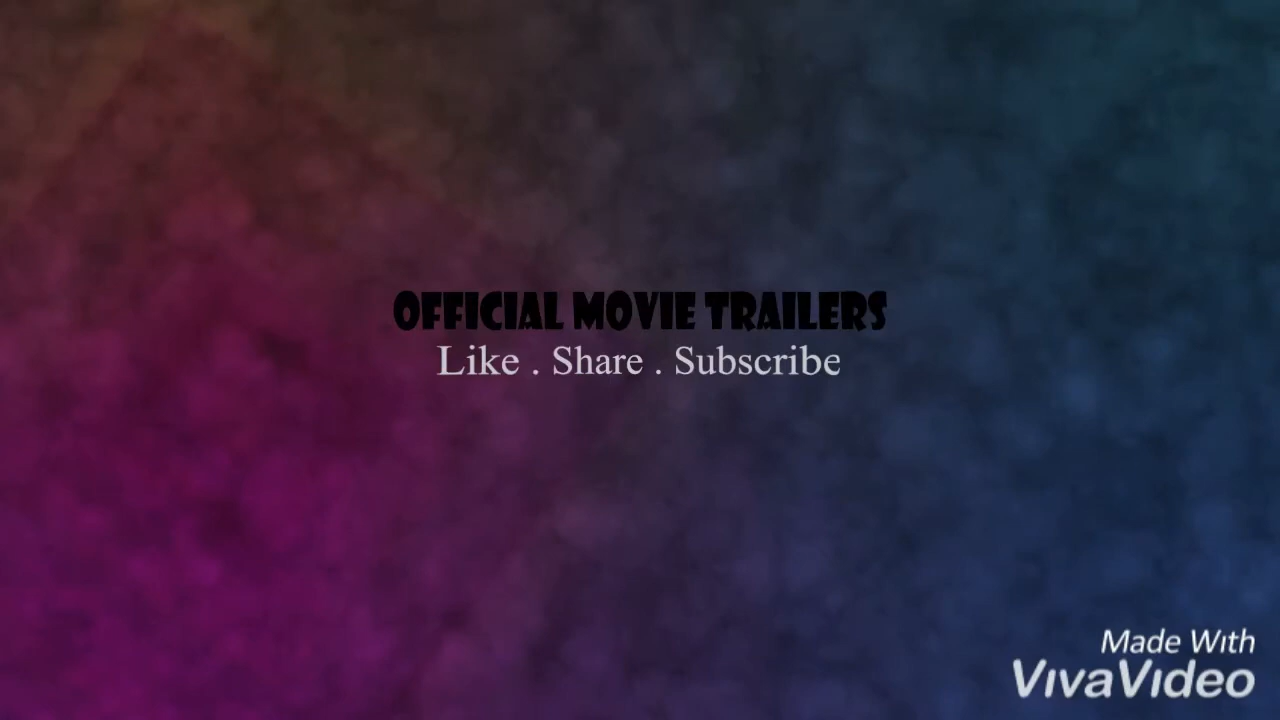 OFFICIAL MOVIE TRAILERS
Like . Share . Subscribe
Made With
VivaVideo